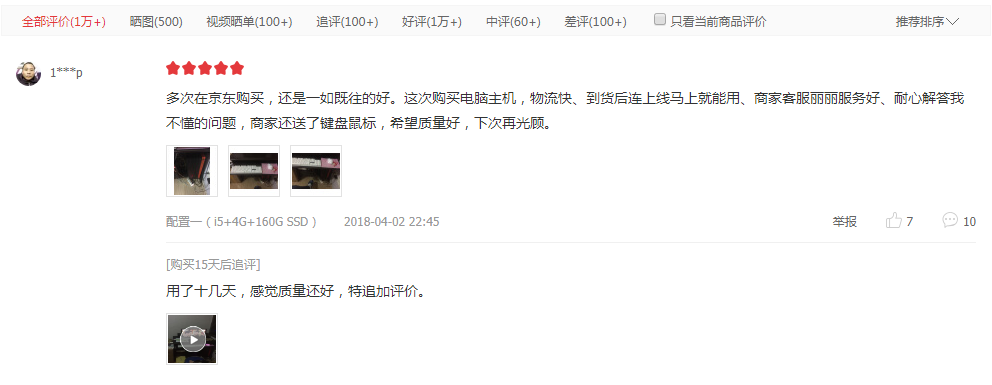 全部评价(1万+) 晒图(500) 视频晒单(100+) 追评(100+) 好评(1万+) 中评(60+) 差评(100+) 只看当前商品评价 推荐排序
1***p
多次在京东购买，还是一如既往的好。这次购买电脑主机，物流快、到货后连上线马上就能用、商家客服丽丽服务好、耐心解答我
不懂的问题，商家还送了键盘鼠标，希望质量好，下次再光顾。
配置一（i5+4G+160G SSD） 2018-04-02 22:45 举报 7 10
[购买15天后追评]
用了十几天，感觉质量还好，特追加评价。